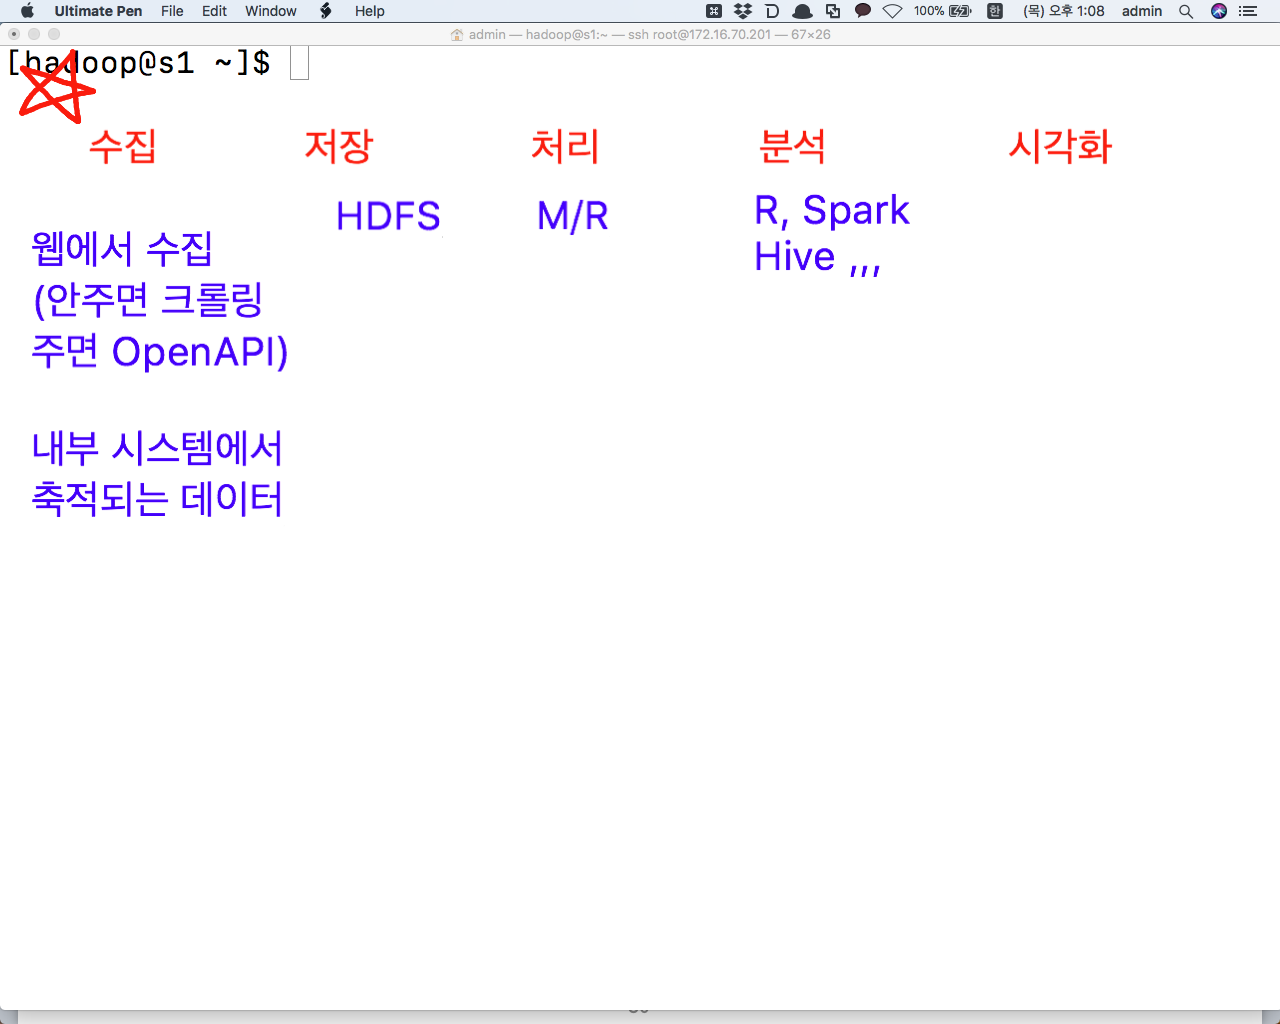 Ultimate Pen File Edit Window Help 100% 한 (목) 오후 1:08 admin
admin — hadoop@s1:~ — ssh root@172.16.70.201 — 67×26
[hadoop@s1 ~]$
수집 저장 처리 분석 시각화
HDFS M/R R, Spark
Hive ,,,
웹에서 수집
(안주면 크롤링
주면 OpenAPI)
내부 시스템에서
축적되는 데이터